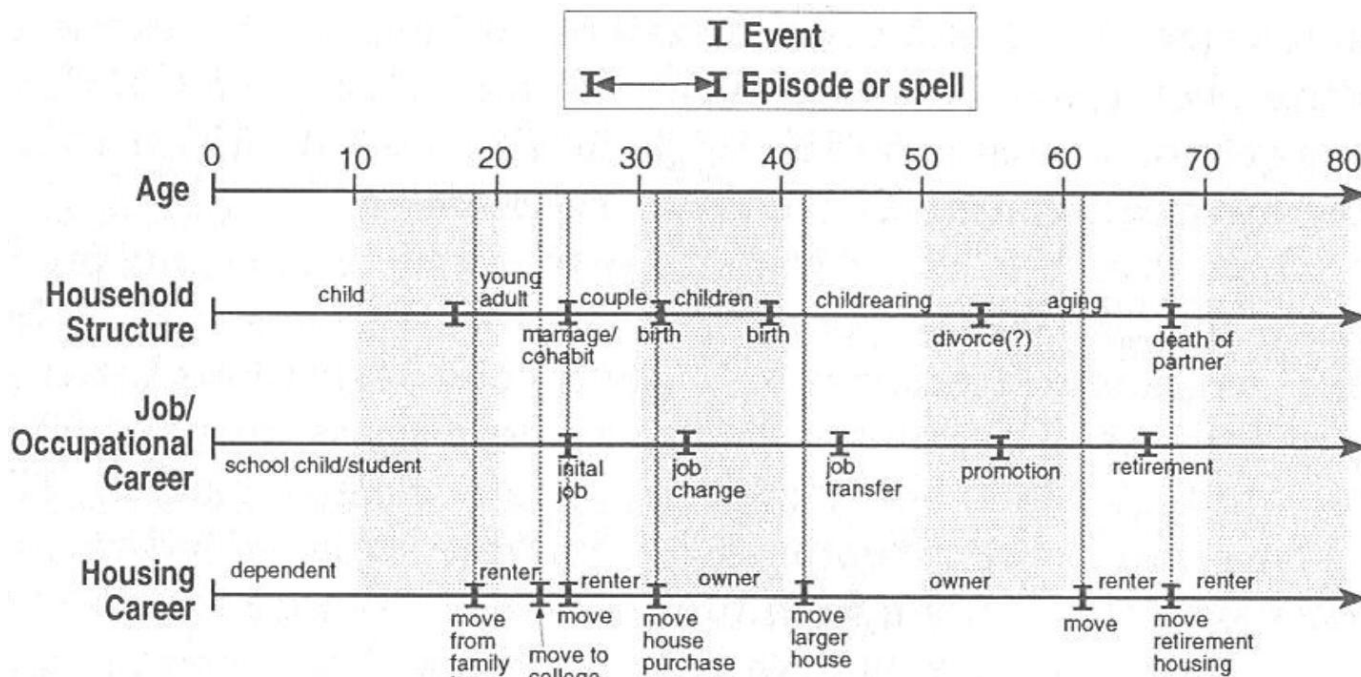 Event
Episode or spell
0 10 20 30 40 50 60 70 80
Age
Household
Structure
child
young
adult
couple
children
childrearing
aging
marriage/
cohabit
birth
birth
divorce(?)
death of
partner
Job/
Occupational
Career
school child/student
inital
job
job
change
job
transfer
promotion
retirement
Housing
Career
dependent
renter
renter
owner
owner
renter
renter
move
from
family
move to
college
move
move
house
purchase
move
larger
house
move
move
retirement
housing